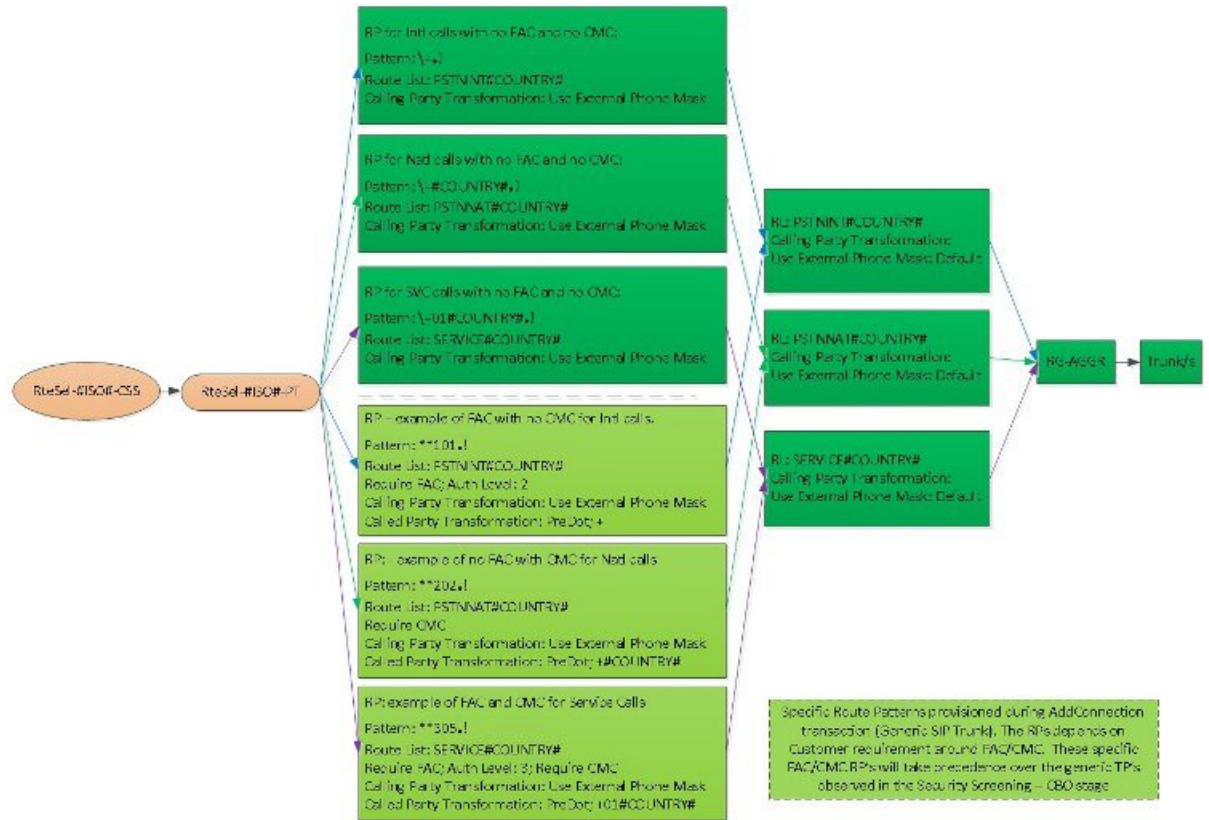 RteSel-#ISO#-CSS
RteSel-#ISO#-PT
RP for Intl calls with no FAC and no CMC:
Pattern: \+.!
Route List: PSTNINT#COUNTRY#
Calling Party Transformation: Use External Phone Mask
RP for Natl calls with no FAC and no CMC:
Pattern: \+#COUNTRY#.!
Route List: PSTNNAT#COUNTRY#
Calling Party Transformation: Use External Phone Mask
RP for SVC calls with no FAC and no CMC:
Pattern: \+01#COUNTRY#.!
Route List: SERVICE#COUNTRY#
Calling Party Transformation: Use External Phone Mask
RP – example of FAC with no CMC for Intl calls.
Pattern: **101.!
Route List: PSTNINT#COUNTRY#
Require FAC; Auth Level: 2
Calling Party Transformation: Use External Phone Mask
Called Party Transformation: PreDot; +
RP: - example of no FAC with CMC for Natl calls
Pattern: **202.!
Route List: PSTNNAT#COUNTRY#
Require CMC
Calling Party Transformation: Use External Phone Mask
Called Party Transformation: PreDot; +#COUNTRY#
RP: example of FAC and CMC for Service Calls
Pattern: **305.!
Route List: SERVICE#COUNTRY#
Require FAC; Auth Level: 3; Require CMC
Calling Party Transformation: Use External Phone Mask
Called Party Transformation: PreDot; +01#COUNTRY#
RL: PSTNINT#COUNTRY#
Calling Party Transformation:
Use External Phone Mask: Default
RL: PSTNNAT#COUNTRY#
Calling Party Transformation:
Use External Phone Mask: Default
RL: SERVICE#COUNTRY#
Calling Party Transformation:
Use External Phone Mask: Default
RG-AGGR
Trunk/s
Specific Route Patterns provisioned during AddConnection
transaction (Generic SIP Trunk). The RPs depends on
Customer requirement around FAC/CMC. These specific
FAC/CMC RP's will take precedence over the generic TP's
observed in the Security Screening – CBO stage